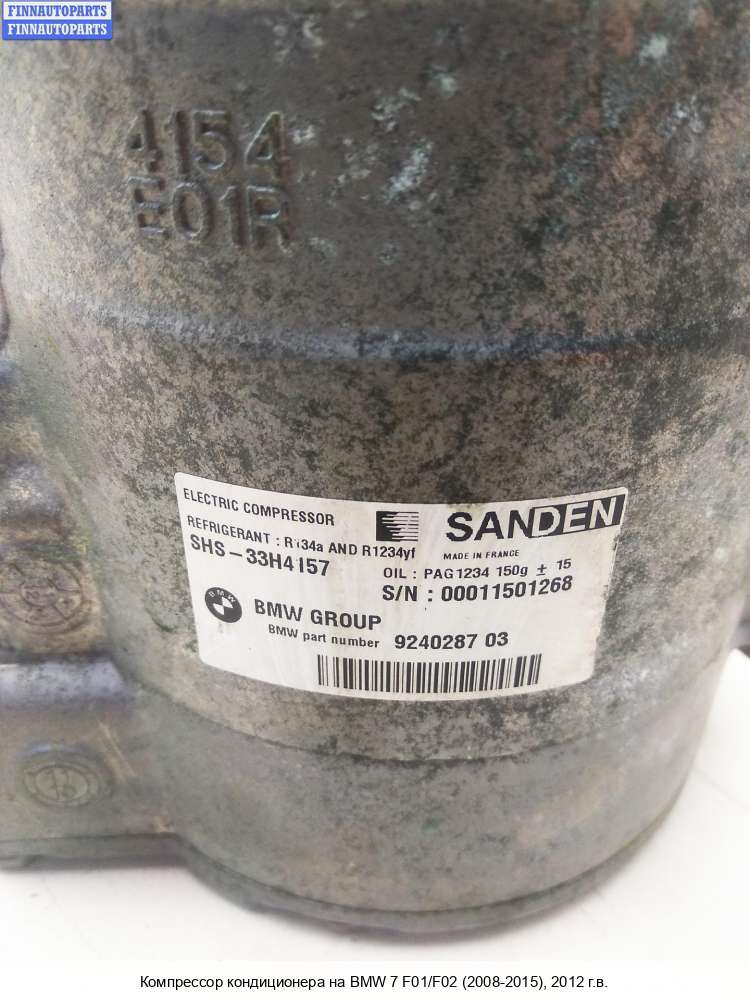 FINNAUTOPARTS
FINNAUTOPARTS
4154
E01R
ELECTRIC COMPRESSOR
SANDEN
REFRIGERANT : R134a AND R1234yf
MADE IN FRANCE
SHS-33H4157
OIL : PAG1234 150g ± 15
S/N : 00011501268
BMW GROUP
BMW part number 9240287 03
Компрессор кондиционера на BMW 7 F01/F02 (2008-2015), 2012 г.в.